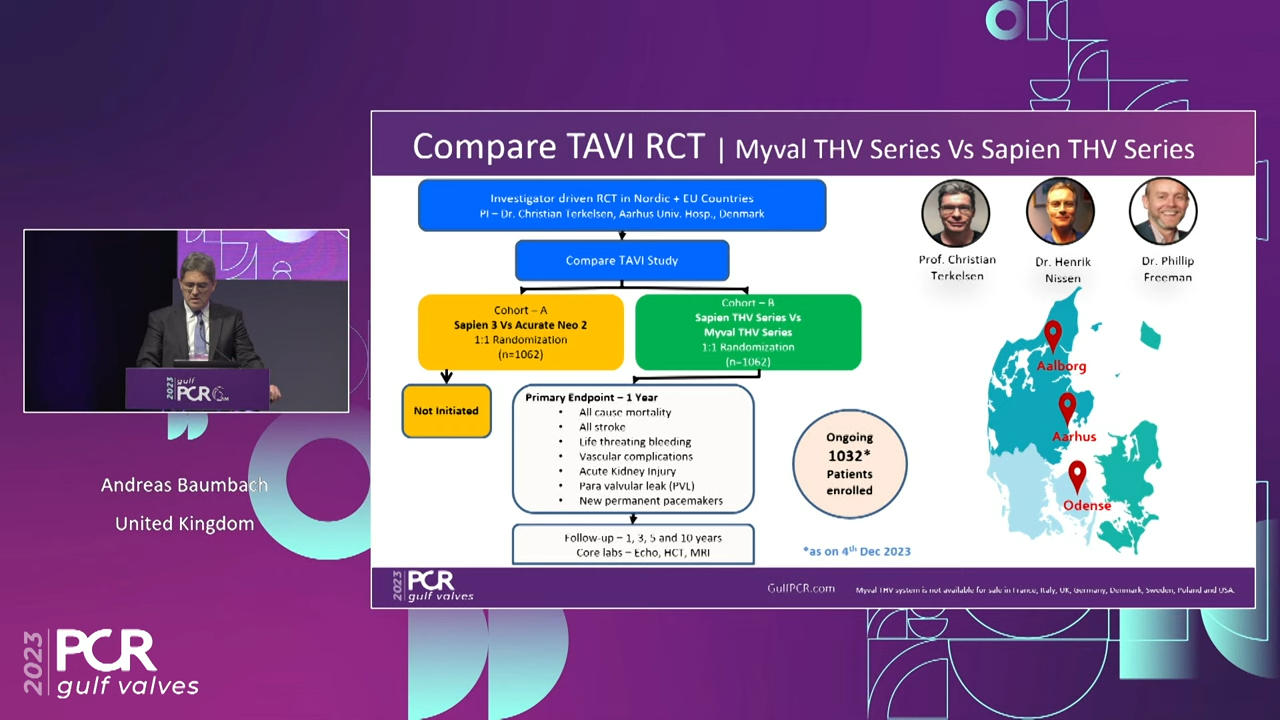 Compare TAVI RCT | Myval THV Series Vs Sapien THV Series
Investigator driven RCT in Nordic + EU Countries
PI – Dr. Christian Terkelsen, Aarhus Univ. Hosp., Denmark
Compare TAVI Study
Cohort – A
Sapien 3 Vs Acurate Neo 2
1:1 Randomization
(n=1062)
Cohort – B
Sapien THV Series Vs
Myval THV Series
1:1 Randomization
(n=1062)
Not Initiated
Primary Endpoint – 1 Year
• All cause mortality
• All stroke
• Life threating bleeding
• Vascular complications
• Acute Kidney Injury
• Para valvular leak (PVL)
• New permanent pacemakers
Follow-up – 1, 3, 5 and 10 years
Core labs – Echo, HCT, MRI
Ongoing
1032*
Patients
enrolled
*as on 4th Dec 2023
Prof. Christian
Terkelsen
Dr. Henrik
Nissen
Dr. Phillip
Freeman
Aalborg
Aarhus
Odense
2023
PCR
gulf valves
GulfPCR.com
Myval THV system is not available for sale in France, Italy, UK, Germany, Denmark, Sweden, Poland and USA.
2023
gulf
PCR
Andreas Baumbach
United Kingdom
2023
PCR
gulf valves